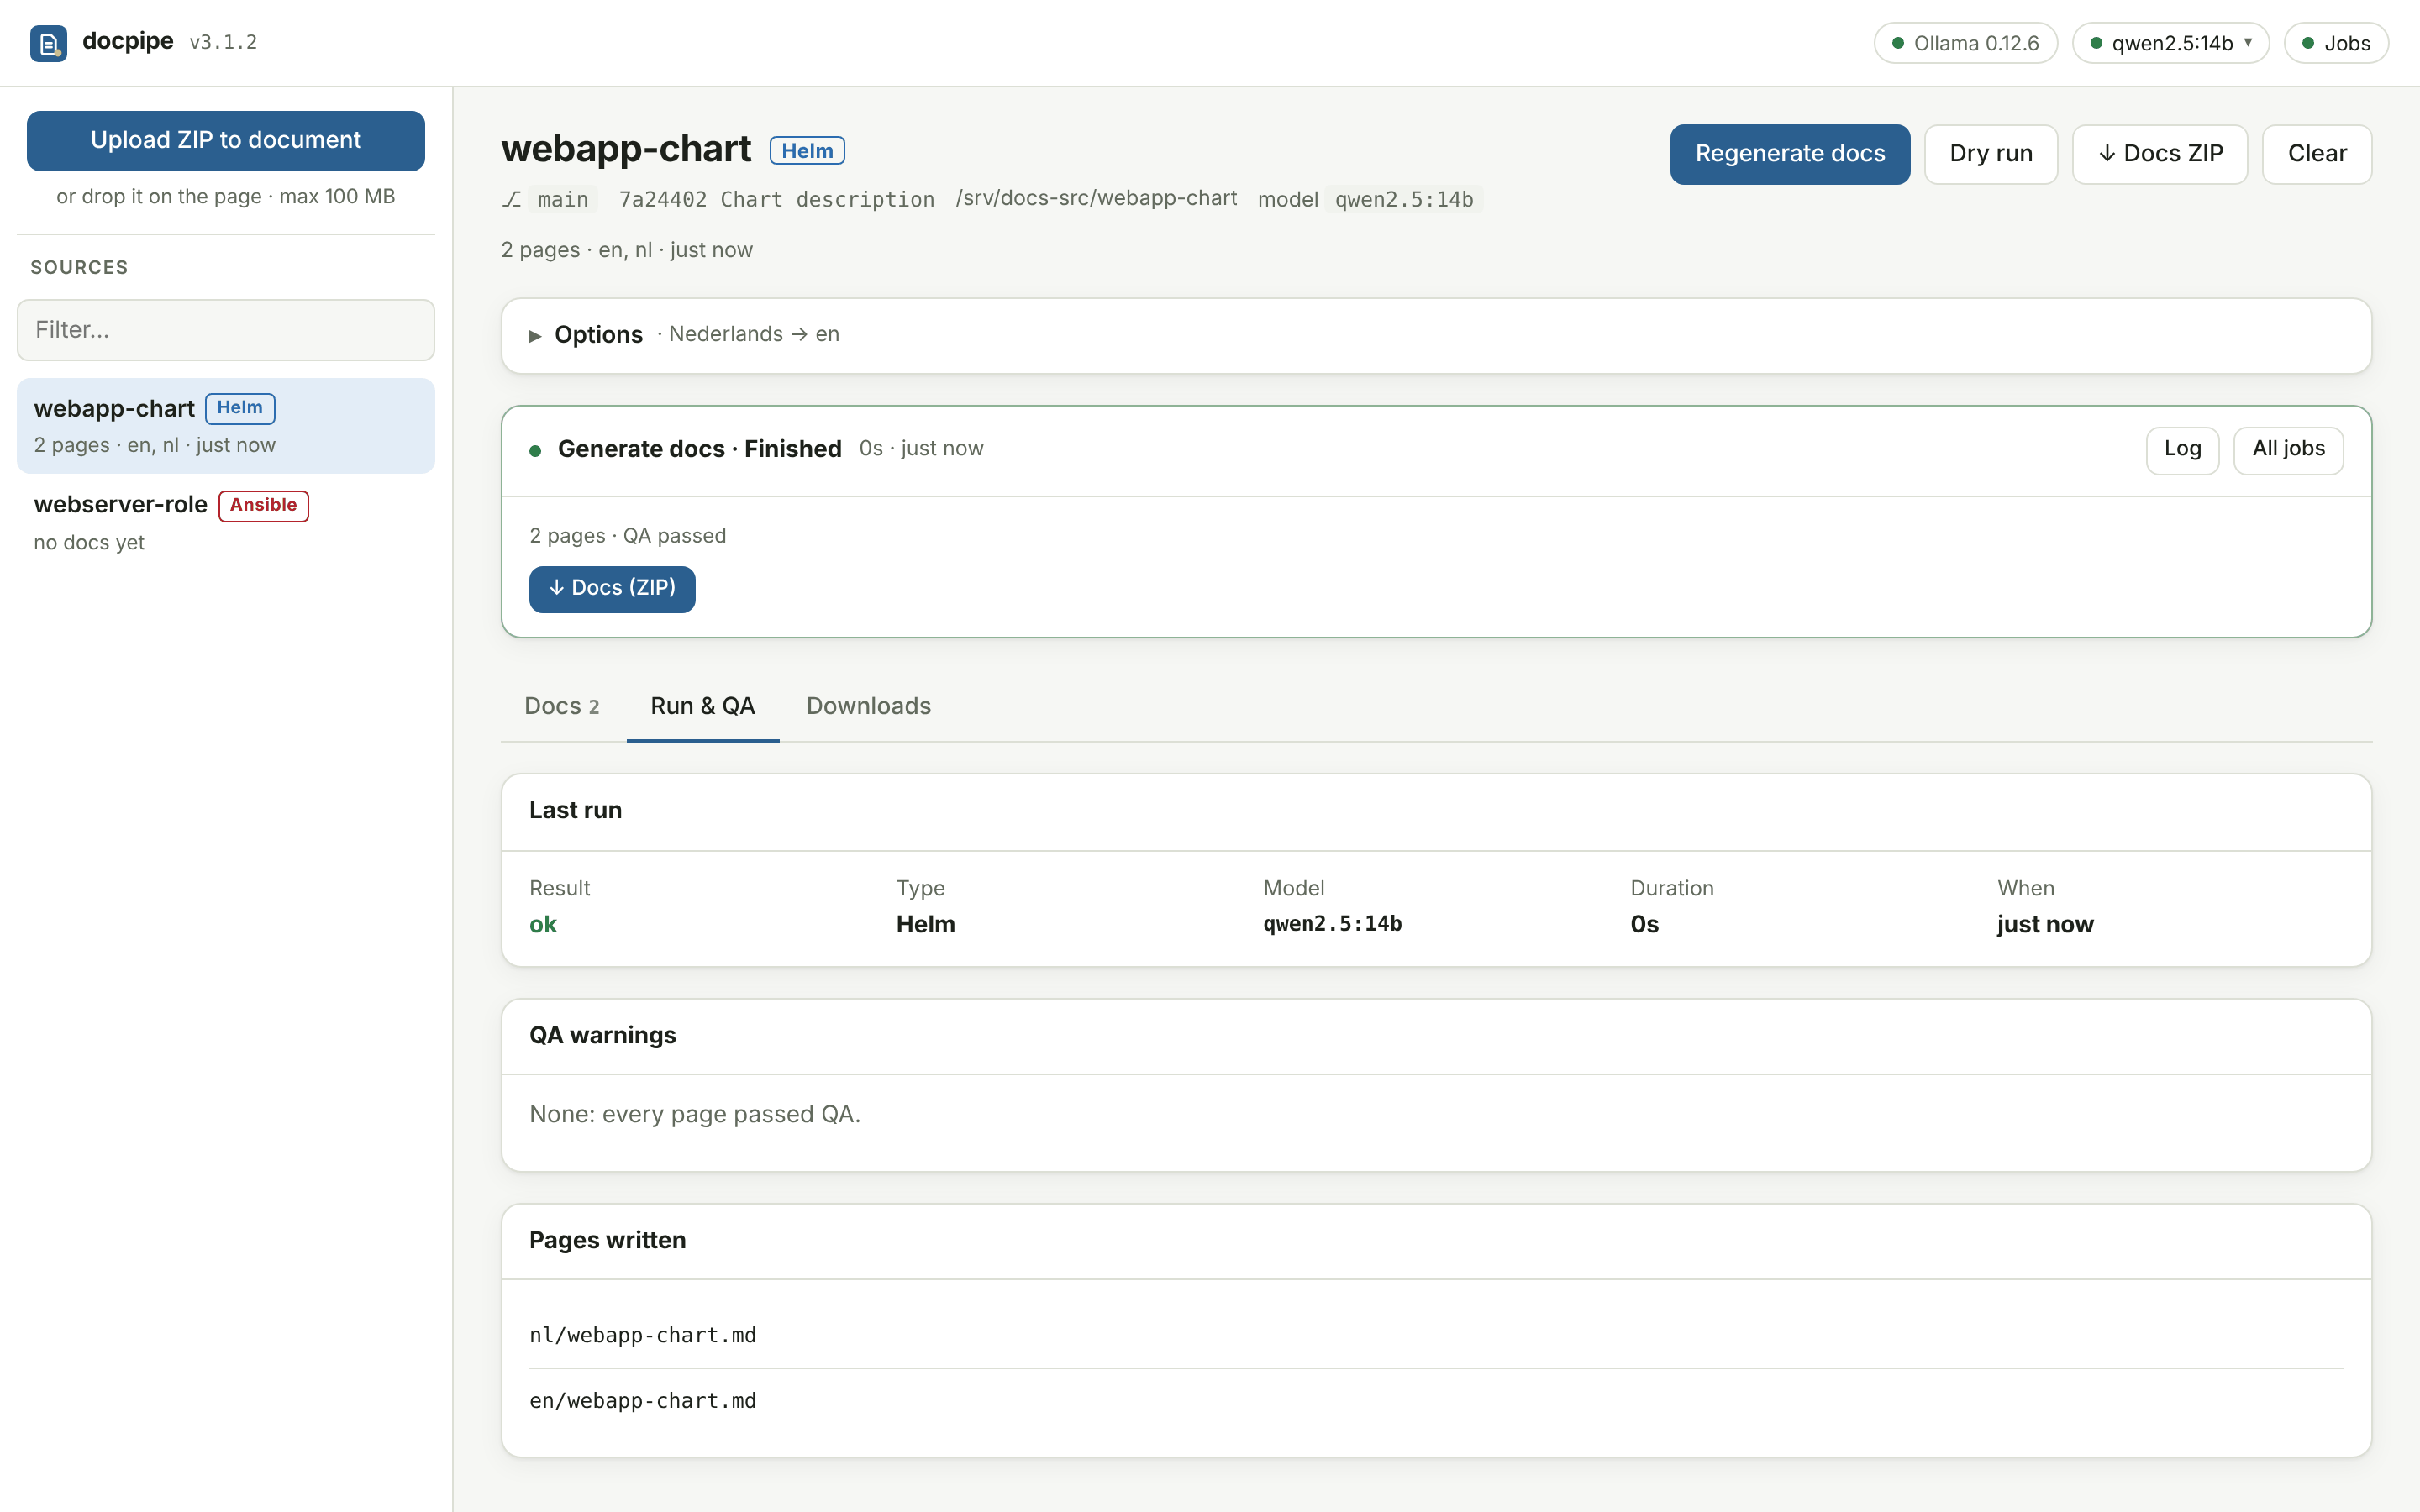 docpipe v3.1.2
Ollama 0.12.6
qwen2.5:14b ▾
Jobs
Upload ZIP to document
or drop it on the page · max 100 MB
SOURCES
Filter...
webapp-chart Helm
2 pages · en, nl · just now
webserver-role Ansible
no docs yet
webapp-chart Helm
Regenerate docs
Dry run
↓ Docs ZIP
Clear
⎇ main 7a24402 Chart description /srv/docs-src/webapp-chart model qwen2.5:14b
2 pages · en, nl · just now
▶ Options · Nederlands → en
Generate docs · Finished 0s · just now
Log
All jobs
2 pages · QA passed
↓ Docs (ZIP)
Docs 2
Run & QA
Downloads
Last run
Result Type Model Duration When
ok Helm qwen2.5:14b 0s just now
QA warnings
None: every page passed QA.
Pages written
nl/webapp-chart.md
en/webapp-chart.md